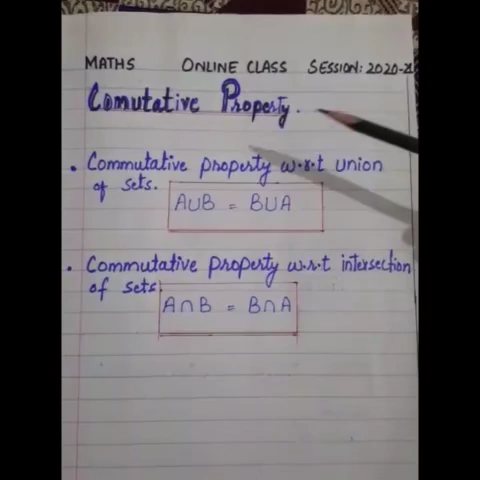 MATHS ONLINE CLASS SESSION: 2020-21
Comutative Property.
• Commutative property w.r.t union
of sets.
A∪B = B∪A
• Commutative property w.r.t intersection
of sets.
A∩B = B∩A